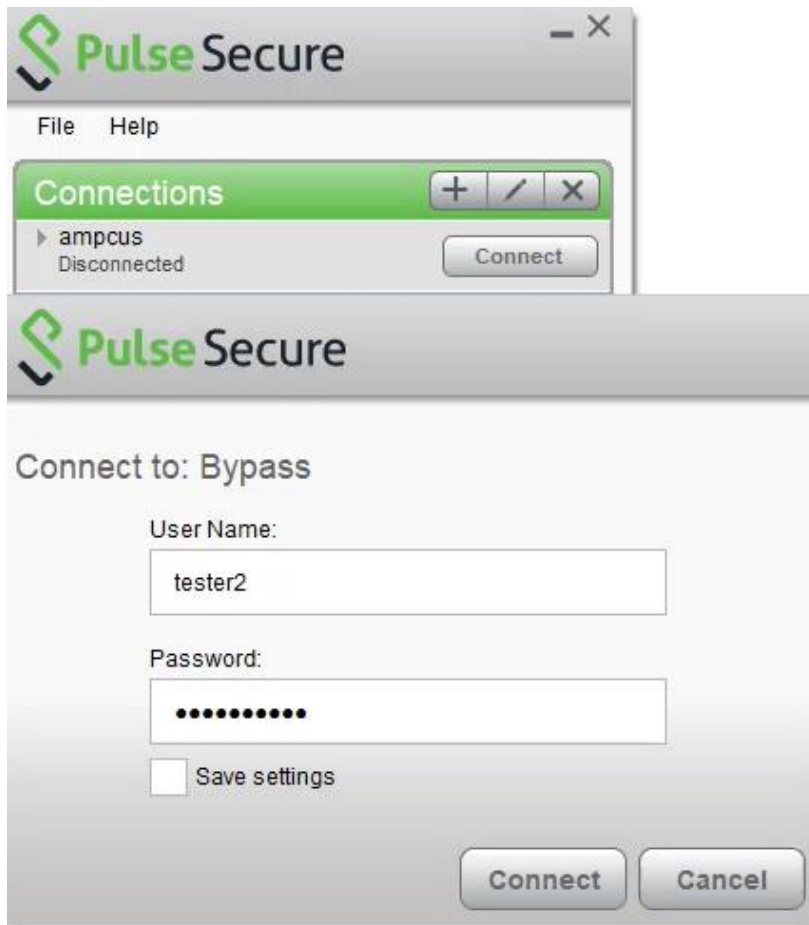 Pulse Secure
File Help
Connections
ampcus
Disconnected
Connect
Pulse Secure
Connect to: Bypass
User Name:
tester2
Password:
••••••••••
Save settings
Connect Cancel